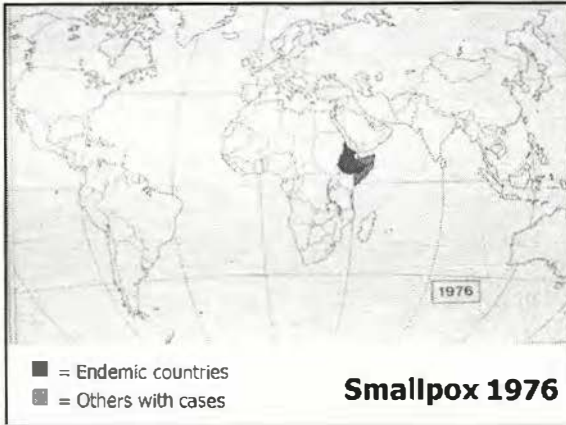 1976
= Endemic countries
= Others with cases
Smallpox 1976